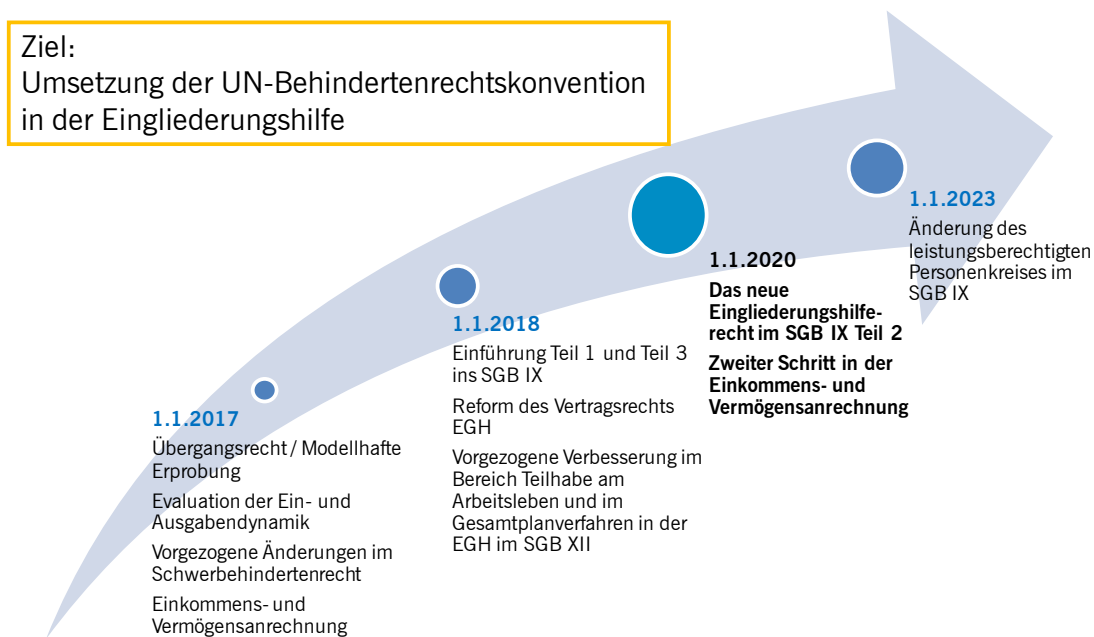 Ziel:
Umsetzung der UN-Behindertenrechtskonvention
in der Eingliederungshilfe
1.1.2017
Übergangsrecht / Modellhafte
Erprobung
Evaluation der Ein- und
Ausgabendynamik
Vorgezogene Änderungen im
Schwerbehindertenrecht
Einkommens- und
Vermögensanrechnung
1.1.2018
Einführung Teil 1 und Teil 3
ins SGB IX
Reform des Vertragsrechts
EGH
Vorgezogene Verbesserung im
Bereich Teilhabe am
Arbeitsleben und im
Gesamtplanverfahren in der
EGH im SGB XII
1.1.2020
Das neue
Eingliederungshilfe-
recht im SGB IX Teil 2
Zweiter Schritt in der
Einkommens- und
Vermögensanrechnung
1.1.2023
Änderung des
leistungsberechtigten
Personenkreises im
SGB IX